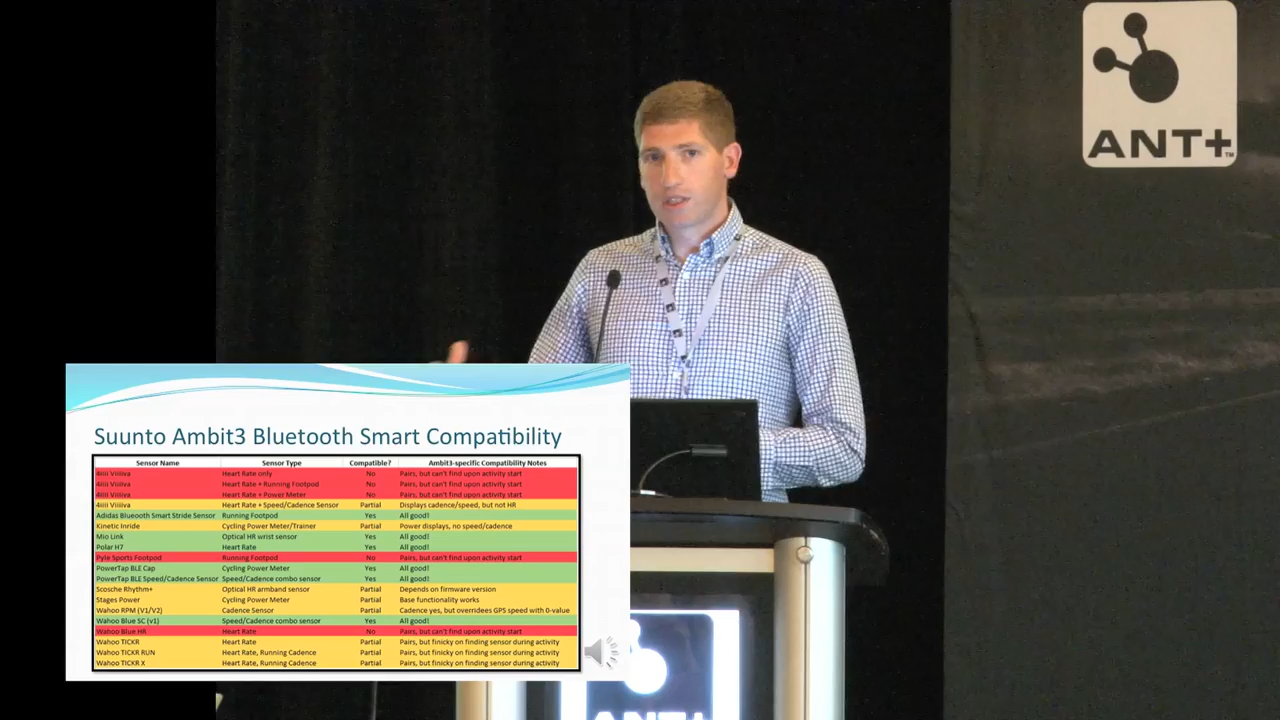 ANT+
TM
Suunto Ambit3 Bluetooth Smart Compatibility
Sensor Name Sensor Type Compatible? Ambit3-specific Compatibility Notes
4iiii Viiiiva Heart Rate only No Pairs, but can't find upon activity start
4iiii Viiiiva Heart Rate + Running Footpod No Pairs, but can't find upon activity start
4iiii Viiiiva Heart Rate + Power Meter No Pairs, but can't find upon activity start
4iiii Viiiiva Heart Rate + Speed/Cadence Sensor Partial Displays cadence/speed, but not HR
Adidas Blueooth Smart Stride Sensor Running Footpod Yes All good!
Kinetic Inride Cycling Power Meter/Trainer Partial Power displays, no speed/cadence
Mio Link Optical HR wrist sensor Yes All good!
Polar H7 Heart Rate Yes All good!
Pyle Sports Footpod Running Footpod No Pairs, but can't find upon activity start
PowerTap BLE Cap Cycling Power Meter Yes All good!
PowerTap BLE Speed/Cadence Sensor Speed/Cadence combo sensor Yes All good!
Scosche Rhythm+ Optical HR armband sensor Partial Depends on firmware version
Stages Power Cycling Power Meter Partial Base functionality works
Wahoo RPM (V1/V2) Cadence Sensor Partial Cadence yes, but overridees GPS speed with 0-value
Wahoo Blue SC (v1) Speed/Cadence combo sensor Yes All good!
Wahoo Blue HR Heart Rate No Pairs, but can't find upon activity start
Wahoo TICKR Heart Rate Partial Pairs, but finicky on finding sensor during activity
Wahoo TICKR RUN Heart Rate, Running Cadence Partial Pairs, but finicky on finding sensor during activity
Wahoo TICKR X Heart Rate, Running Cadence Partial Pairs, but finicky on finding sensor during activity
ANT+